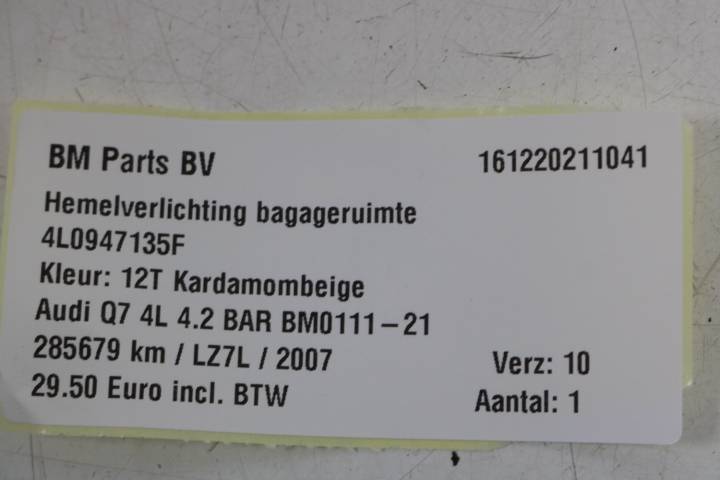 BM Parts BV 161220211041
Hemelverlichting bagageruimte
4L0947135F
Kleur: 12T Kardamombeige
Audi Q7 4L 4.2 BAR BM0111-21
285679 km / LZ7L / 2007 Verz: 10
29.50 Euro incl. BTW Aantal: 1